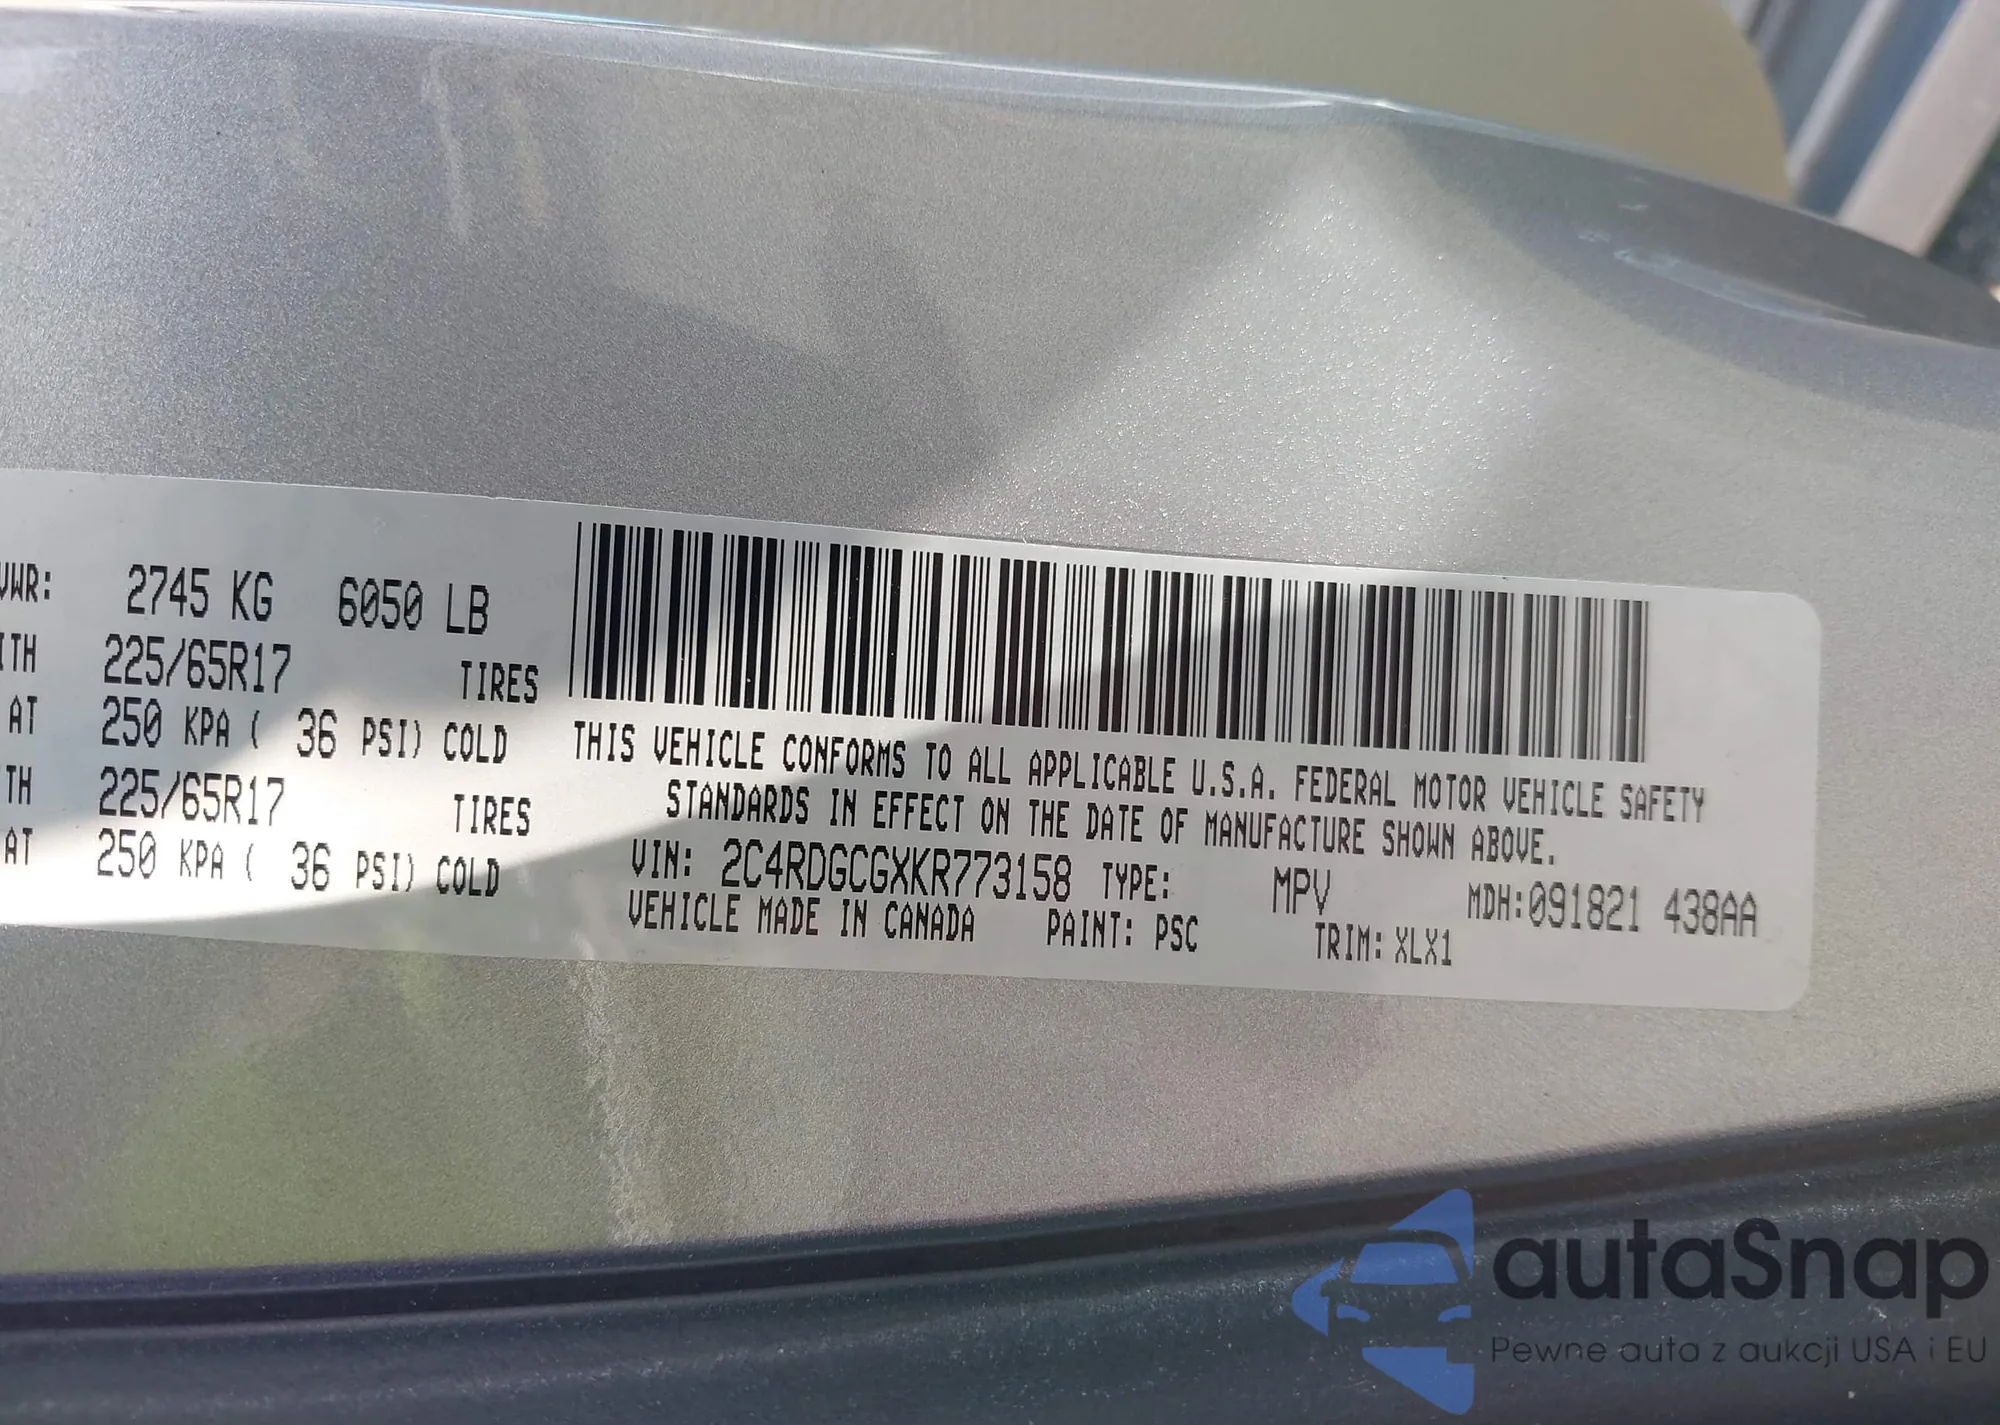 VWR: 2745 KG 6050 LB
ITH 225/65R17 TIRES
AT 250 KPA ( 36 PSI) COLD
TH 225/65R17 TIRES
AT 250 KPA ( 36 PSI) COLD
THIS VEHICLE CONFORMS TO ALL APPLICABLE U.S.A. FEDERAL MOTOR VEHICLE SAFETY
STANDARDS IN EFFECT ON THE DATE OF MANUFACTURE SHOWN ABOVE.
VIN: 2C4RDGCGXKR773158 TYPE: MPV MDH:091821 438AA
VEHICLE MADE IN CANADA PAINT: PSC TRIM: XLX1
autaSnap
Pewne auta z aukcji USA i EU